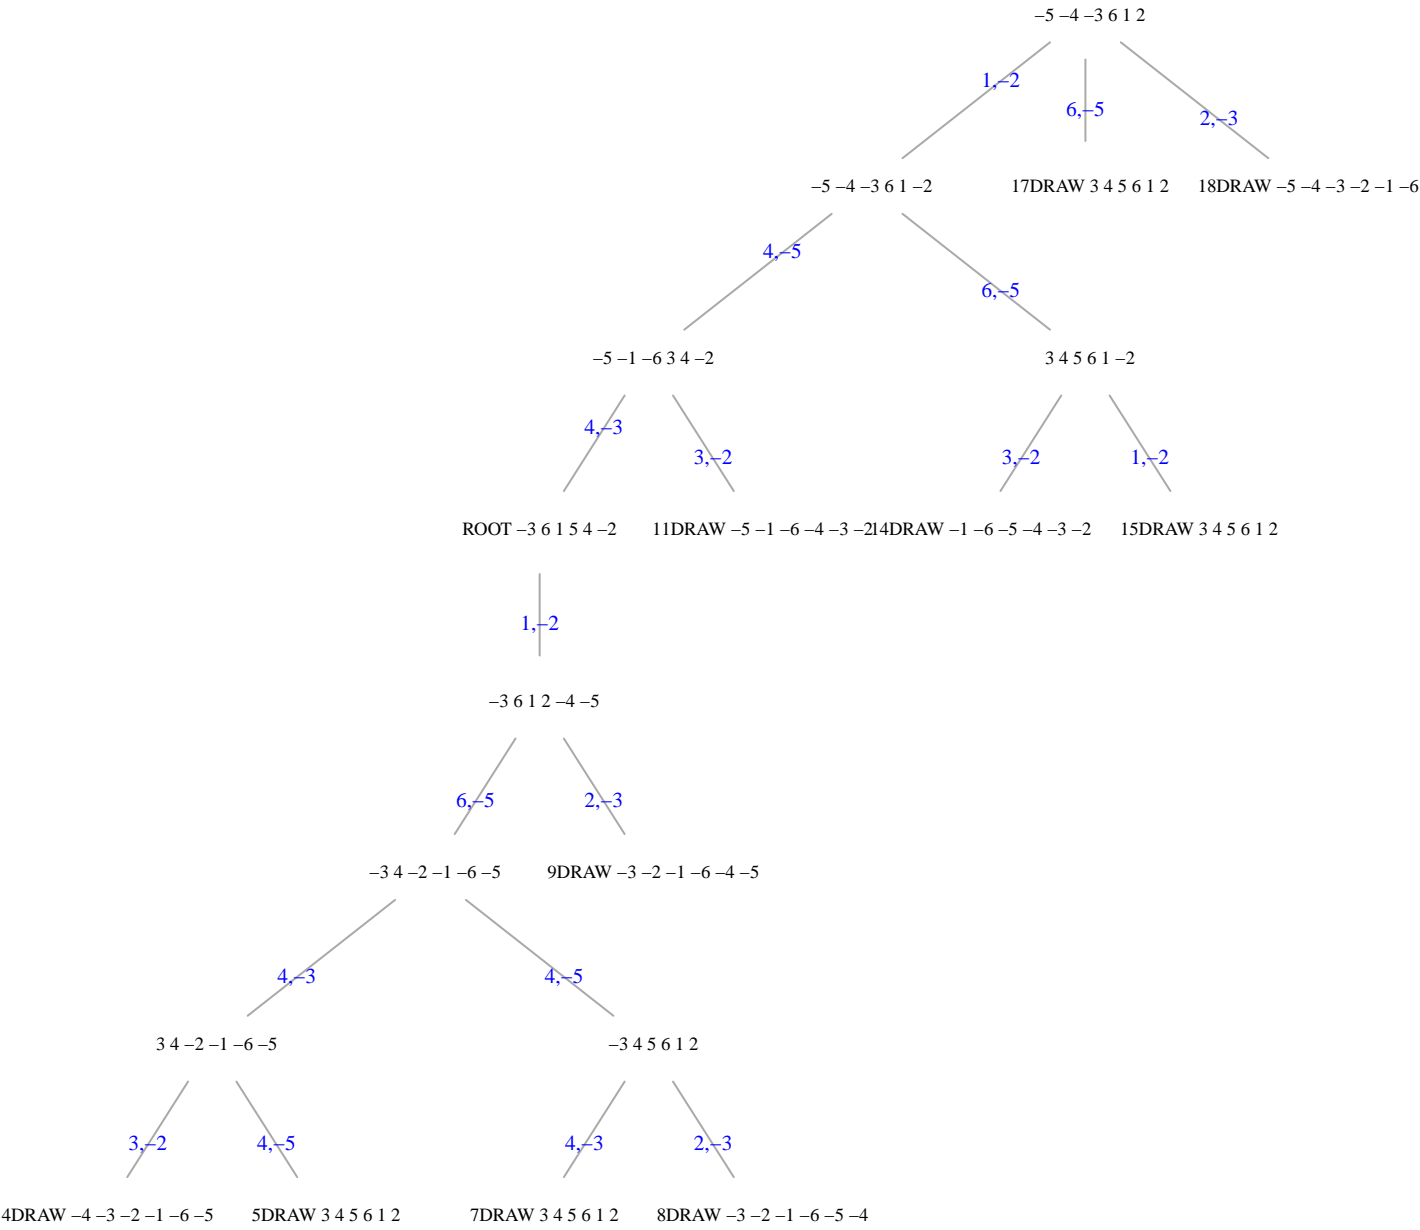 –5 –4 –3 6 1 2
1,–2
6,–5
2,–3
–5 –4 –3 6 1 –2
17DRAW 3 4 5 6 1 2
18DRAW –5 –4 –3 –2 –1 –6
4,–5
6,–5
–5 –1 –6 3 4 –2
3 4 5 6 1 –2
4,–3
3,–2
3,–2
1,–2
ROOT –3 6 1 5 4 –2
11DRAW –5 –1 –6 –4 –3 –2
14DRAW –1 –6 –5 –4 –3 –2
15DRAW 3 4 5 6 1 2
1,–2
–3 6 1 2 –4 –5
6,–5
2,–3
–3 4 –2 –1 –6 –5
9DRAW –3 –2 –1 –6 –4 –5
4,–3
4,–5
3 4 –2 –1 –6 –5
–3 4 5 6 1 2
3,–2
4,–5
4,–3
2,–3
4DRAW –4 –3 –2 –1 –6 –5
5DRAW 3 4 5 6 1 2
7DRAW 3 4 5 6 1 2
8DRAW –3 –2 –1 –6 –5 –4